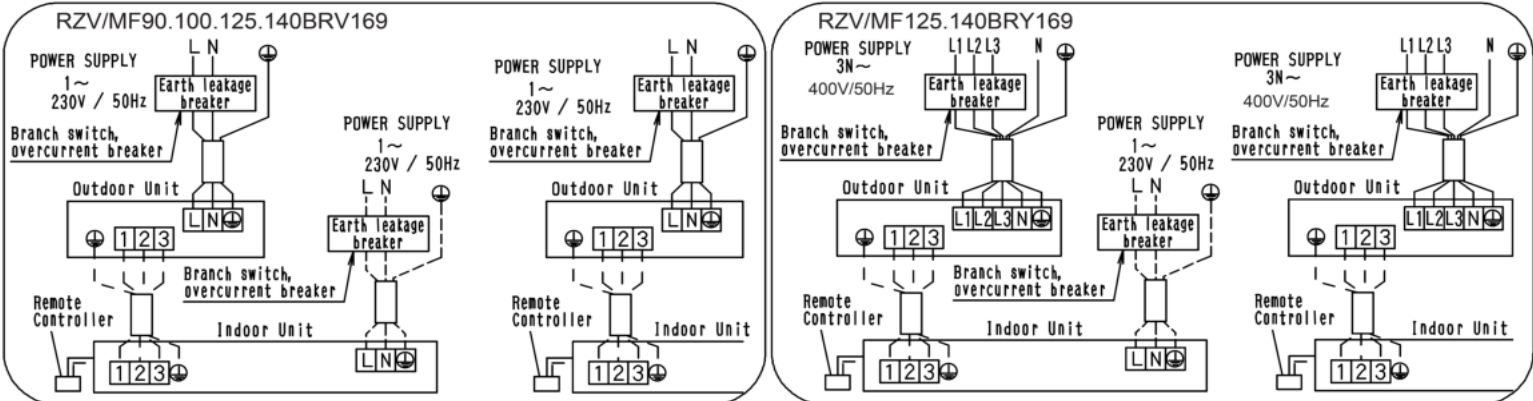 RZV/MF90.100.125.140BRV169
L N
POWER SUPPLY
1~
230V / 50Hz
Earth leakage
breaker
Branch switch,
overcurrent breaker
Outdoor Unit
L N
1 2 3
POWER SUPPLY
1~
230V / 50Hz
L N
Earth leakage
breaker
Branch switch,
overcurrent breaker
Remote
Controller
Indoor Unit
1 2 3
L N
L N
POWER SUPPLY
1~
230V / 50Hz
Earth leakage
breaker
Branch switch,
overcurrent breaker
Outdoor Unit
L N
1 2 3
Remote
Controller
Indoor Unit
1 2 3
RZV/MF125.140BRY169
L1 L2 L3 N
POWER SUPPLY
3N~
400V/50Hz
Earth leakage
breaker
Branch switch,
overcurrent breaker
Outdoor Unit
L1 L2 L3 N
1 2 3
POWER SUPPLY
1~
230V / 50Hz
L N
Earth leakage
breaker
Branch switch,
overcurrent breaker
Remote
Controller
Indoor Unit
1 2 3
L N
L1 L2 L3 N
POWER SUPPLY
3N~
400V/50Hz
Earth leakage
breaker
Branch switch,
overcurrent breaker
Outdoor Unit
L1 L2 L3 N
1 2 3
Remote
Controller
Indoor Unit
1 2 3